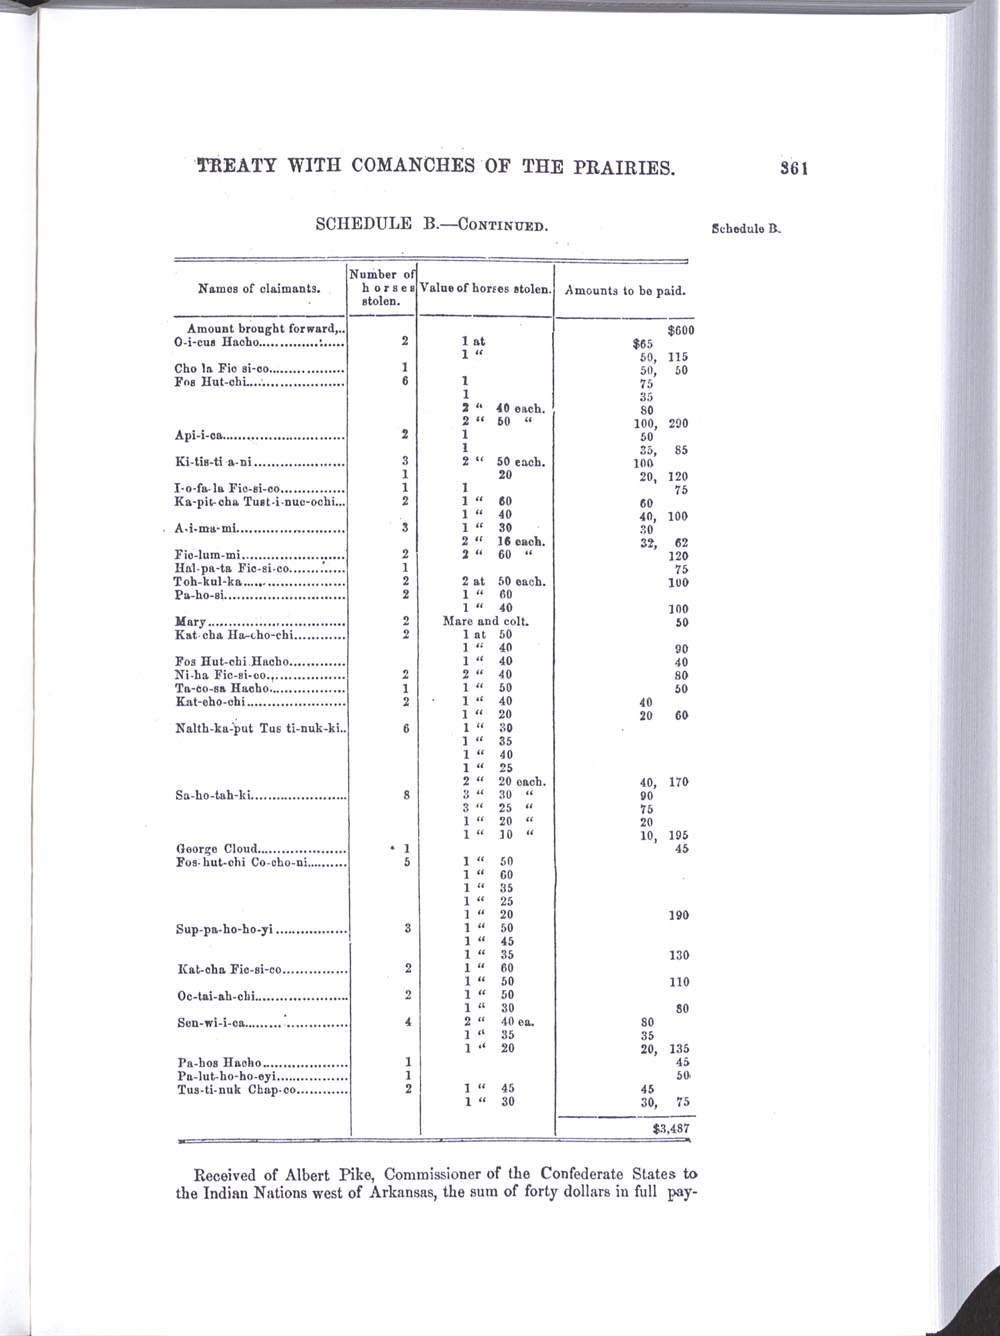 TREATY WITH COMANCHES OF THE PRAIRIES. 361
SCHEDULE B.—CONTINUED.
Schedule B.
Names of claimants. Number of horses stolen. Value of horses stolen. Amounts to be paid.
Amount brought forward,.. $600
O-i-cus Hacho 2 1 at $65
1 " 50, 115
Cho la Fic si-co 1 50, 50
Fos Hut-chi 6 1 75
1 35
2 " 40 each. 80
2 " 50 " 100, 290
Api-i-ca 2 1 50
1 35, 85
Ki-tis-ti a-ni 3 2 " 50 each. 100
1 20 20, 120
I-o-fa-la Fic-si-co 1 1 75
Ka-pit-cha Tust-i-nuc-ochi... 2 1 " 60 60
1 " 40 40, 100
A-i-ma-mi 3 1 " 30 30
2 " 16 each. 32, 62
Fic-lum-mi 2 2 " 60 " 120
Hal-pa-ta Fic-si-co 1 75
Toh-kul-ka 2 2 at 50 each. 100
Pa-ho-si 2 1 " 60
1 " 40 100
Mary 2 Mare and colt. 50
Kat-cha Ha-cho-chi 2 1 at 50
1 " 40 90
Fos Hut-chi Hacho 1 " 40 40
Ni-ha Fic-si-co 2 2 " 40 80
Ta-co-sa Hacho 1 1 " 50 50
Kat-cho-chi 2 1 " 40 40
1 " 20 20 60
Nalth-ka-put Tus ti-nuk-ki.. 6 1 " 30
1 " 35
1 " 40
1 " 25
2 " 20 each. 40, 170
Sa-ho-tah-ki 8 3 " 30 " 90
3 " 25 " 75
1 " 20 " 20
1 " 10 " 10, 195
George Cloud 1 45
Fos-hut-chi Co-cho-ni 5 1 " 50
1 " 60
1 " 35
1 " 25
1 " 20 190
Sup-pa-ho-ho-yi 3 1 " 50
1 " 45
1 " 35 130
Kat-cha Fic-si-co 2 1 " 60
1 " 50 110
Oc-tai-ah-chi 2 1 " 50
1 " 30 80
Sen-wi-i-ca 4 2 " 40 ea. 80
1 " 35 35
1 " 20 20, 135
Pa-hos Hacho 1 45
Pa-lut-ho-ho-eyi 1 50
Tus-ti-nuk Chap-co 2 1 " 45 45
1 " 30 30, 75
$3,487
Received of Albert Pike, Commissioner of the Confederate States to
the Indian Nations west of Arkansas, the sum of forty dollars in full pay-